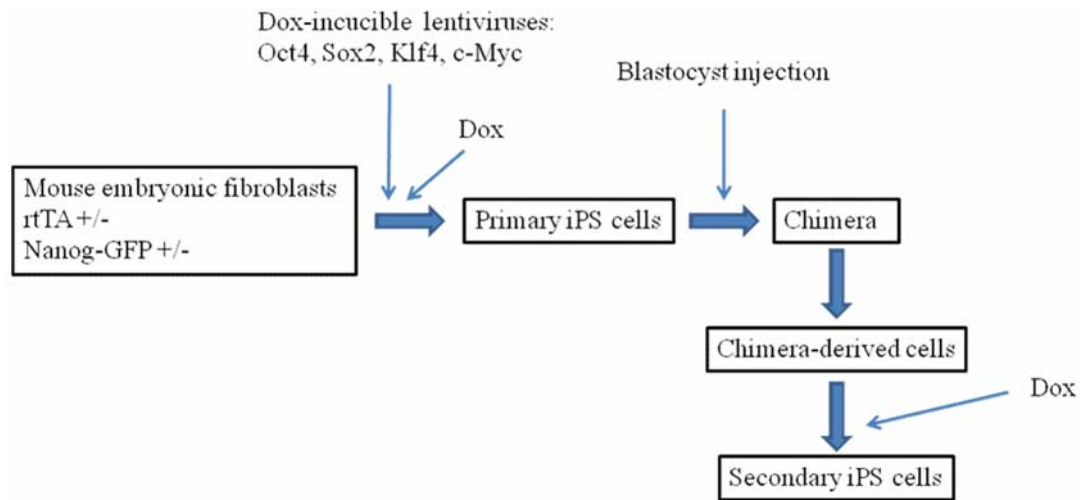 Dox-incucible lentiviruses:
Oct4, Sox2, Klf4, c-Myc
Blastocyst injection
Dox
Mouse embryonic fibroblasts
rtTA +/-
Nanog-GFP +/-
Primary iPS cells
Chimera
Chimera-derived cells
Dox
Secondary iPS cells